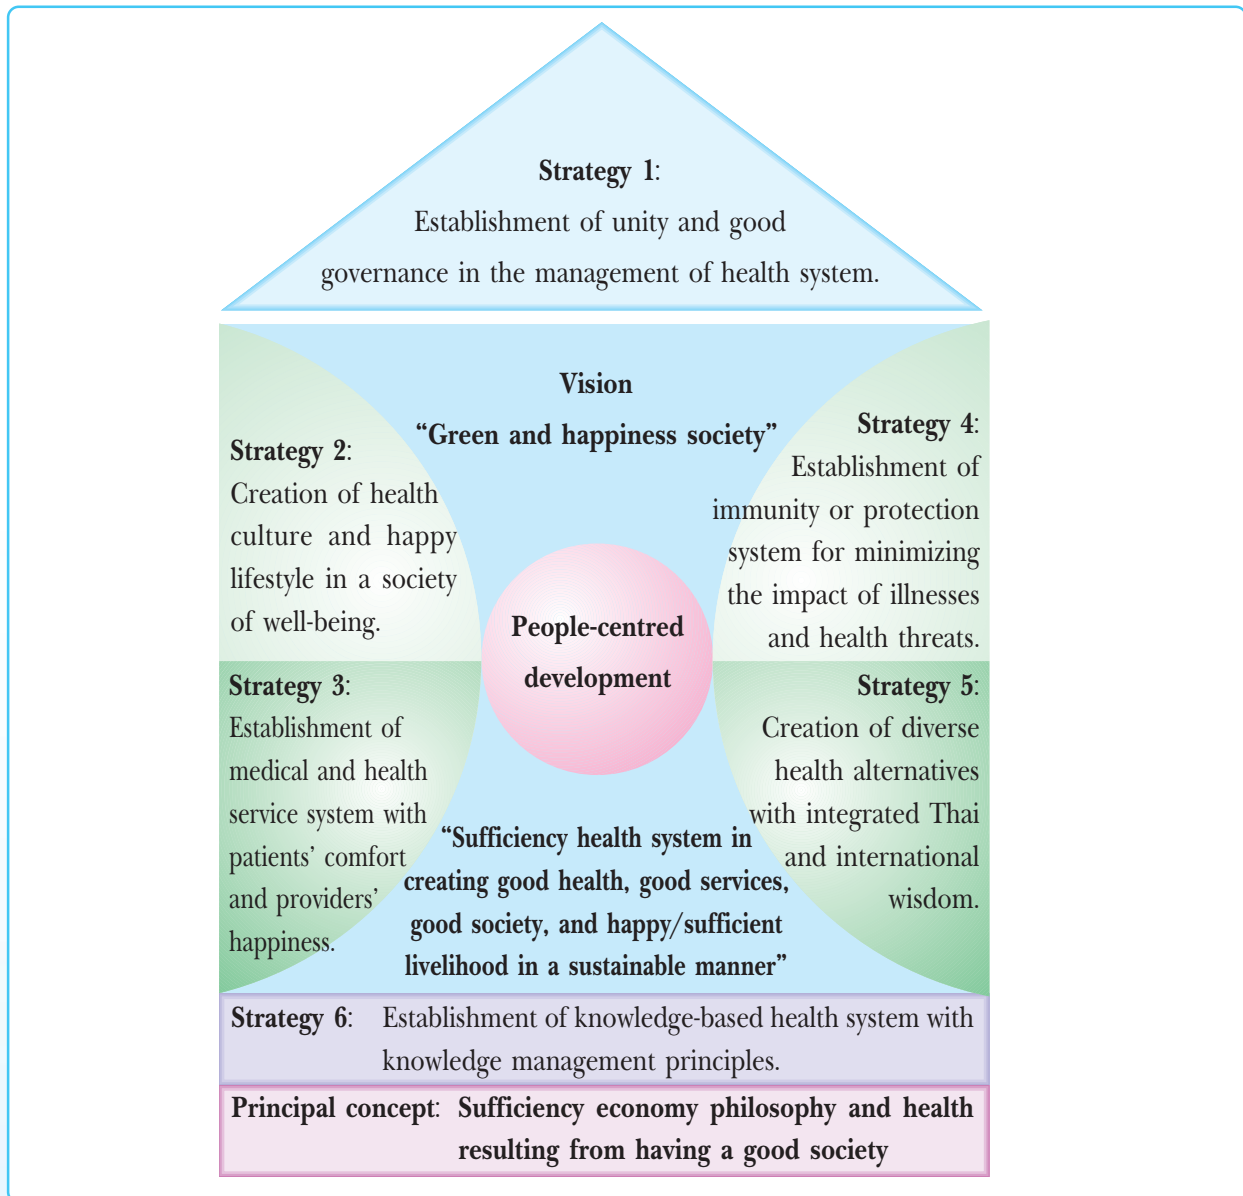 Strategy 1:
Establishment of unity and good
governance in the management of health system.
Vision
“Green and happiness society”
Strategy 2:
Creation of health
culture and happy
lifestyle in a society
of well-being.
Strategy 4:
Establishment of
immunity or protection
system for minimizing
the impact of illnesses
and health threats.
People-centred
development
Strategy 3:
Establishment of
medical and health
service system with
patients’ comfort
and providers’
happiness.
Strategy 5:
Creation of diverse
health alternatives
with integrated Thai
and international
wisdom.
“Sufficiency health system in
creating good health, good services,
good society, and happy/sufficient
livelihood in a sustainable manner”
Strategy 6: Establishment of knowledge-based health system with
knowledge management principles.
Principal concept: Sufficiency economy philosophy and health
resulting from having a good society